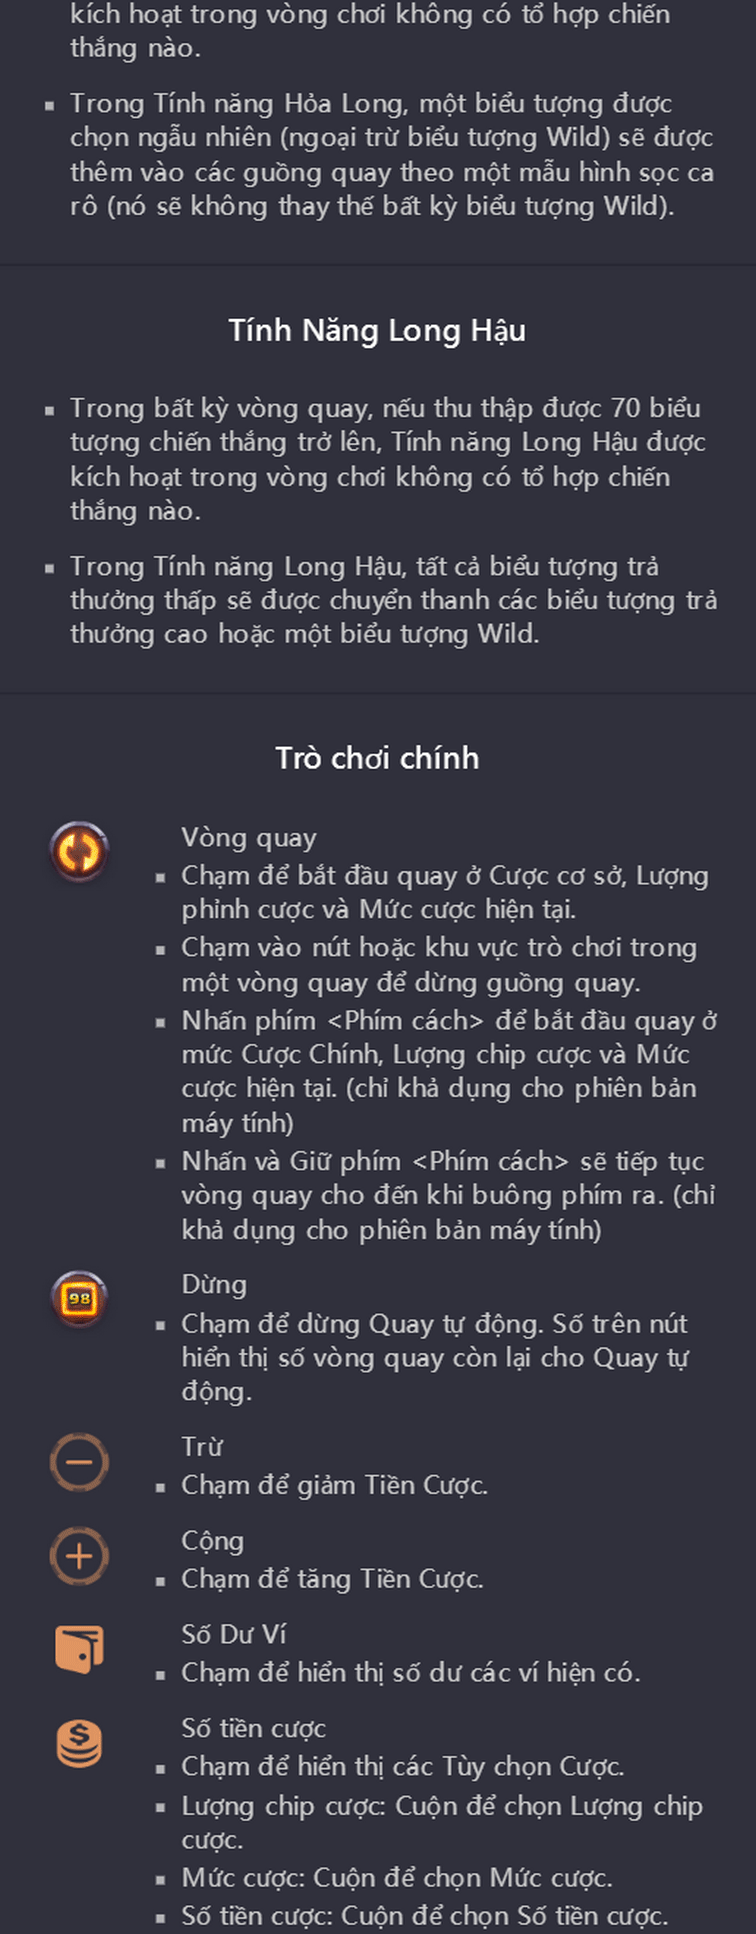 kích hoạt trong vòng chơi không có tổ hợp chiến
thắng nào.
▪ Trong Tính năng Hỏa Long, một biểu tượng được
chọn ngẫu nhiên (ngoại trừ biểu tượng Wild) sẽ được
thêm vào các guồng quay theo một mẫu hình sọc ca
rô (nó sẽ không thay thế bất kỳ biểu tượng Wild).
Tính Năng Long Hậu
▪ Trong bất kỳ vòng quay, nếu thu thập được 70 biểu
tượng chiến thắng trở lên, Tính năng Long Hậu được
kích hoạt trong vòng chơi không có tổ hợp chiến
thắng nào.
▪ Trong Tính năng Long Hậu, tất cả biểu tượng trả
thưởng thấp sẽ được chuyển thanh các biểu tượng trả
thưởng cao hoặc một biểu tượng Wild.
Trò chơi chính
Vòng quay
▪ Chạm để bắt đầu quay ở Cược cơ sở, Lượng
phỉnh cược và Mức cược hiện tại.
▪ Chạm vào nút hoặc khu vực trò chơi trong
một vòng quay để dừng guồng quay.
▪ Nhấn phím <Phím cách> để bắt đầu quay ở
mức Cược Chính, Lượng chip cược và Mức
cược hiện tại. (chỉ khả dụng cho phiên bản
máy tính)
▪ Nhấn và Giữ phím <Phím cách> sẽ tiếp tục
vòng quay cho đến khi buông phím ra. (chỉ
khả dụng cho phiên bản máy tính)
98
Dừng
▪ Chạm để dừng Quay tự động. Số trên nút
hiển thị số vòng quay còn lại cho Quay tự
động.
Trừ
▪ Chạm để giảm Tiền Cược.
Cộng
▪ Chạm để tăng Tiền Cược.
Số Dư Ví
▪ Chạm để hiển thị số dư các ví hiện có.
$
Số tiền cược
▪ Chạm để hiển thị các Tùy chọn Cược.
▪ Lượng chip cược: Cuộn để chọn Lượng chip
cược.
▪ Mức cược: Cuộn để chọn Mức cược.
▪ Số tiền cược: Cuộn để chọn Số tiền cược.